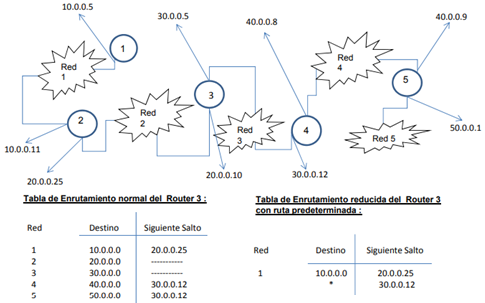 10.0.0.5
30.0.0.5
40.0.0.8
40.0.0.9
Red
1
1
Red
2
2
3
Red
3
4
Red
4
5
Red 5
10.0.0.11
20.0.0.25
20.0.0.10
30.0.0.12
50.0.0.1
Tabla de Enrutamiento normal del Router 3 :
Red Destino Siguiente Salto
1 10.0.0.0 20.0.0.25
2 20.0.0.0 -----------
3 30.0.0.0 -----------
4 40.0.0.0 30.0.0.12
5 50.0.0.0 30.0.0.12
Tabla de Enrutamiento reducida del Router 3
con ruta predeterminada :
Red Destino Siguiente Salto
1 10.0.0.0 20.0.0.25
* 30.0.0.12